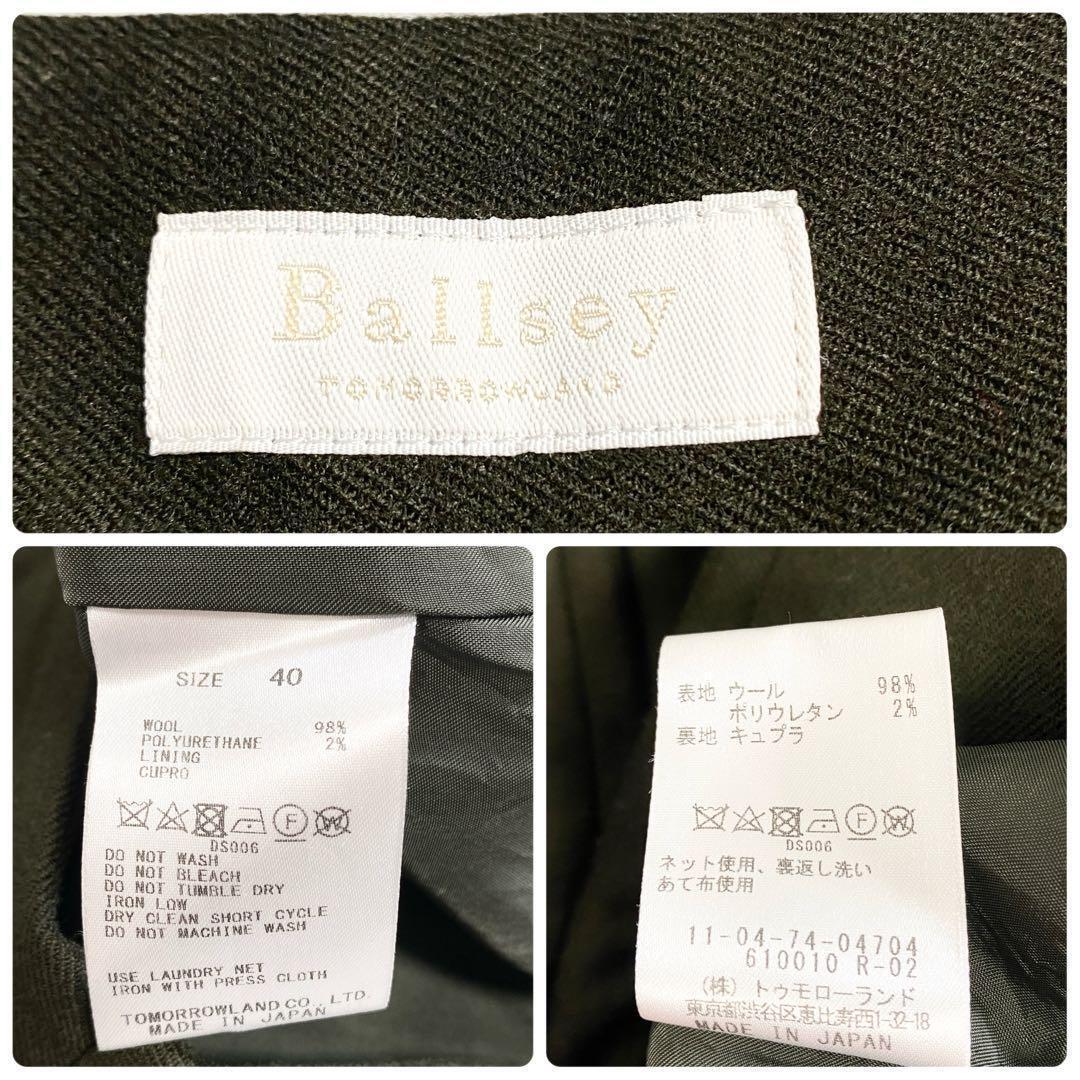 Ballsey
TOMORROWLAND
SIZE 40
WOOL 98%
POLYURETHANE 2%
LINING
CUPRO
F W
DS006
DO NOT WASH
DO NOT BLEACH
DO NOT TUMBLE DRY
IRON LOW
DRY CLEAN SHORT CYCLE
DO NOT MACHINE WASH
USE LAUNDRY NET
IRON WITH PRESS CLOTH
TOMORROWLAND CO., LTD.
MADE IN JAPAN
表地 ウール 98%
ポリウレタン 2%
裏地 キュプラ
F W
DS006
ネット使用、裏返し洗い
あて布使用
11-04-74-04704
610010 R-02
(株) トゥモローランド
東京都渋谷区恵比寿西1-32-18
MADE IN JAPAN